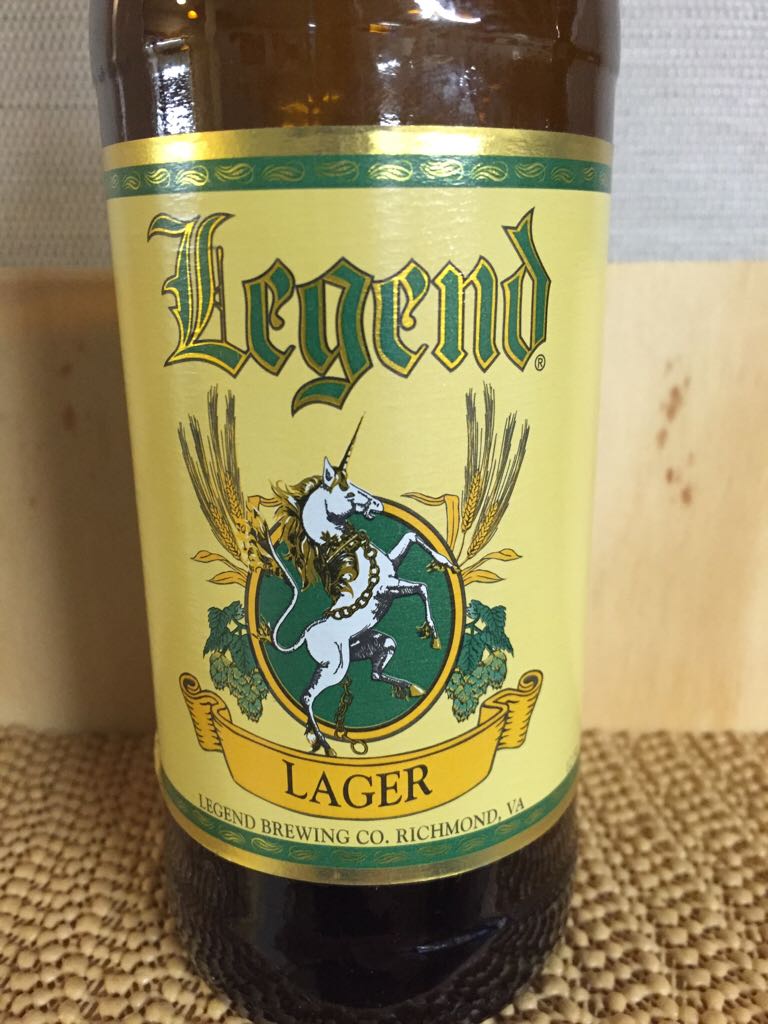 Legend®
LAGER
LEGEND BREWING CO. RICHMOND, VA